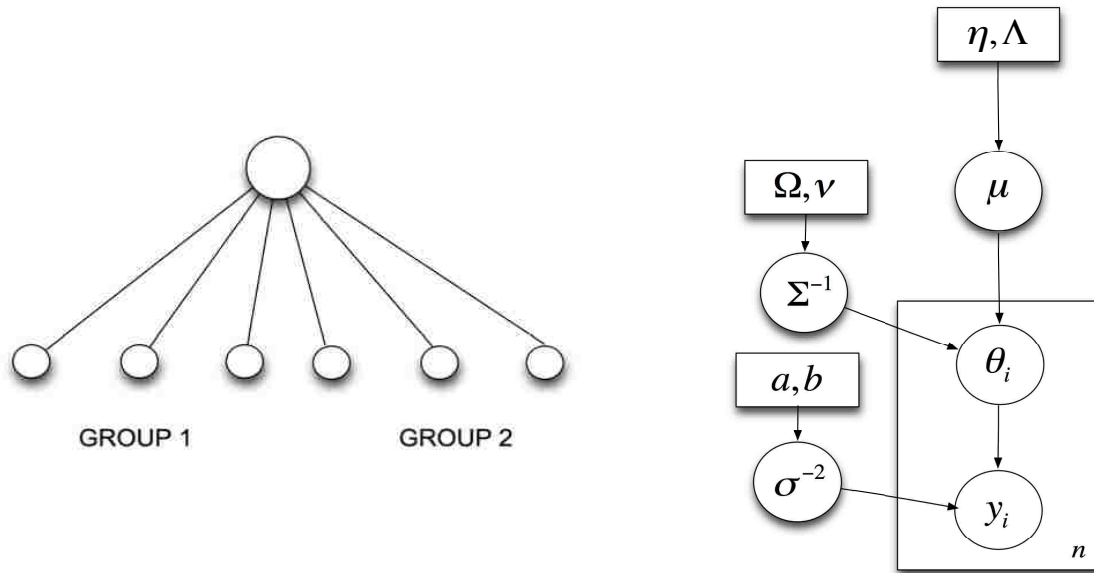 GROUP 1
GROUP 2
η, Λ
μ
Ω, ν
Σ⁻¹
θᵢ
a, b
σ⁻²
yᵢ
n